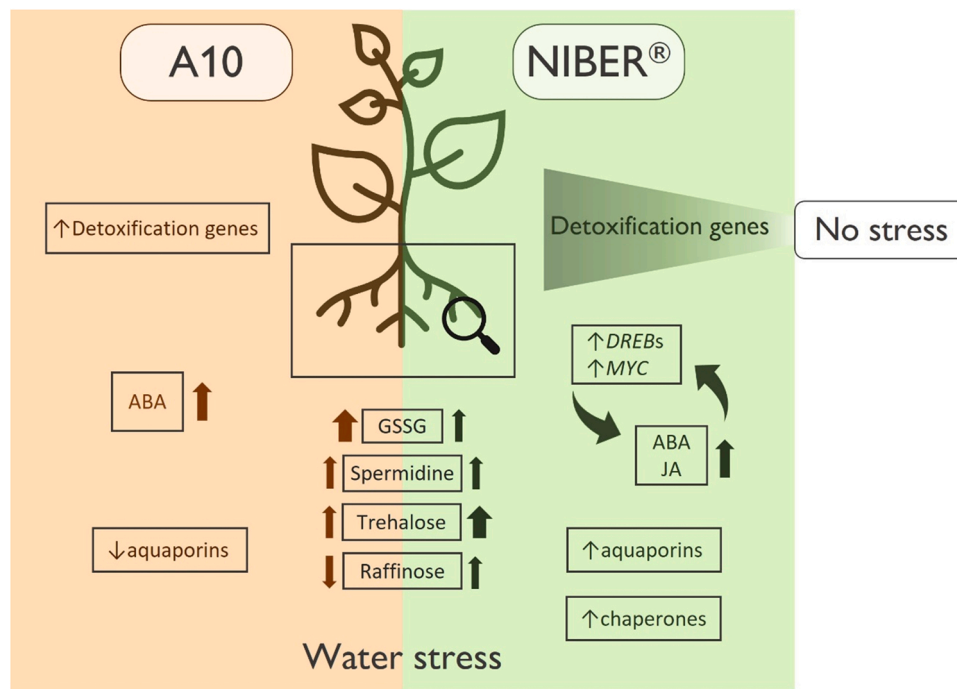 A10
NIBER®
↑Detoxification genes
Detoxification genes
No stress
↑DREBs
↑MYC
ABA
ABA
JA
GSSG
Spermidine
Trehalose
Raffinose
↓aquaporins
↑aquaporins
↑chaperones
Water stress